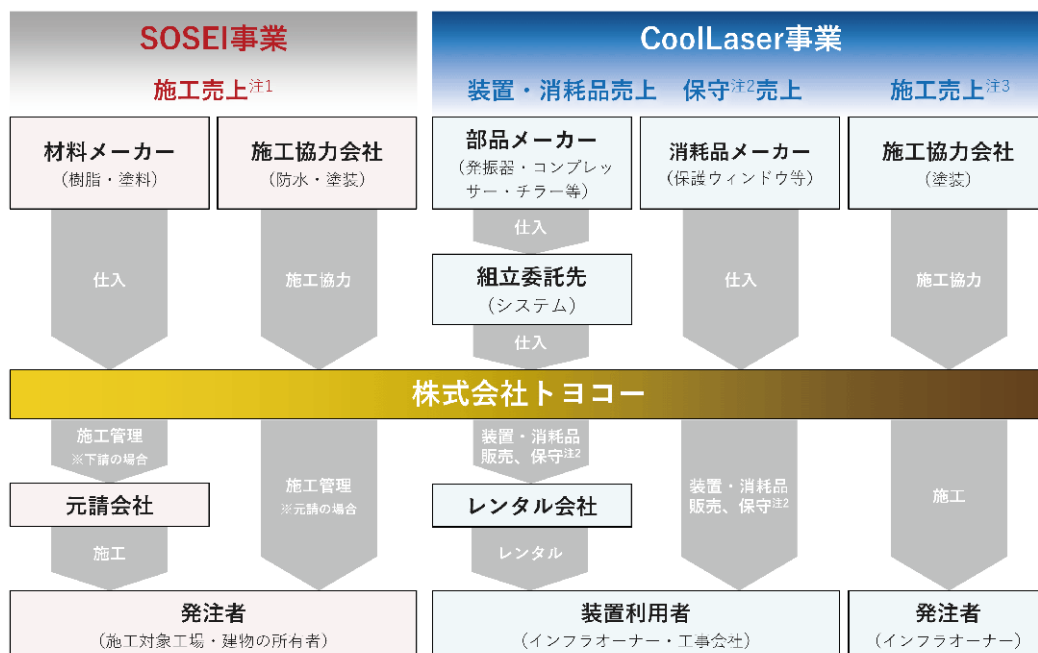 SOSEI事業
CoolLaser事業
施工売上注1
装置・消耗品売上
保守注2売上
施工売上注3
材料メーカー
(樹脂・塗料)
施工協力会社
(防水・塗装)
部品メーカー
(発振器・コンプレッ
サー・チラー等)
消耗品メーカー
(保護ウィンドウ等)
施工協力会社
(塗装)
仕入
施工協力
仕入
組立委託先
(システム)
仕入
仕入
施工協力
株式会社トヨコー
施工管理
※下請の場合
元請会社
施工
施工管理
※元請の場合
装置・消耗品
販売、保守注2
レンタル会社
レンタル
装置・消耗品
販売、保守注2
施工
発注者
(施工対象工場・建物の所有者)
装置利用者
(インフラオーナー・工事会社)
発注者
(インフラオーナー)